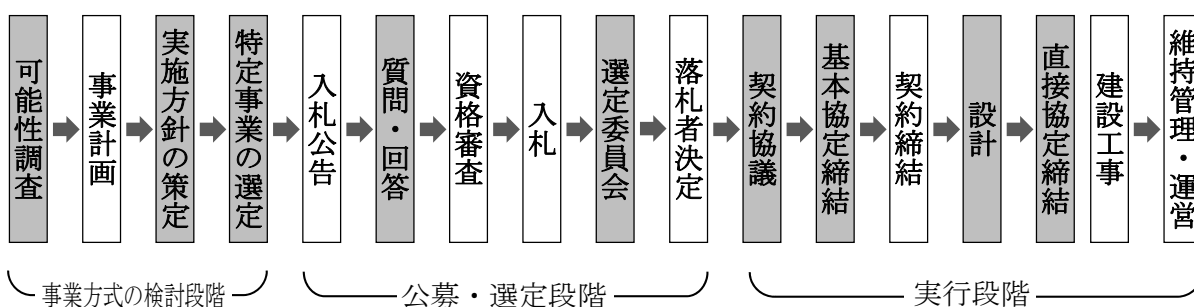 可能性調査
事業計画
実施方針の策定
特定事業の選定
入札公告
質問・回答
資格審査
入札
選定委員会
落札者決定
契約協議
基本協定締結
契約締結
設計
直接協定締結
建設工事
維持管理・運営
事業方式の検討段階
公募・選定段階
実行段階